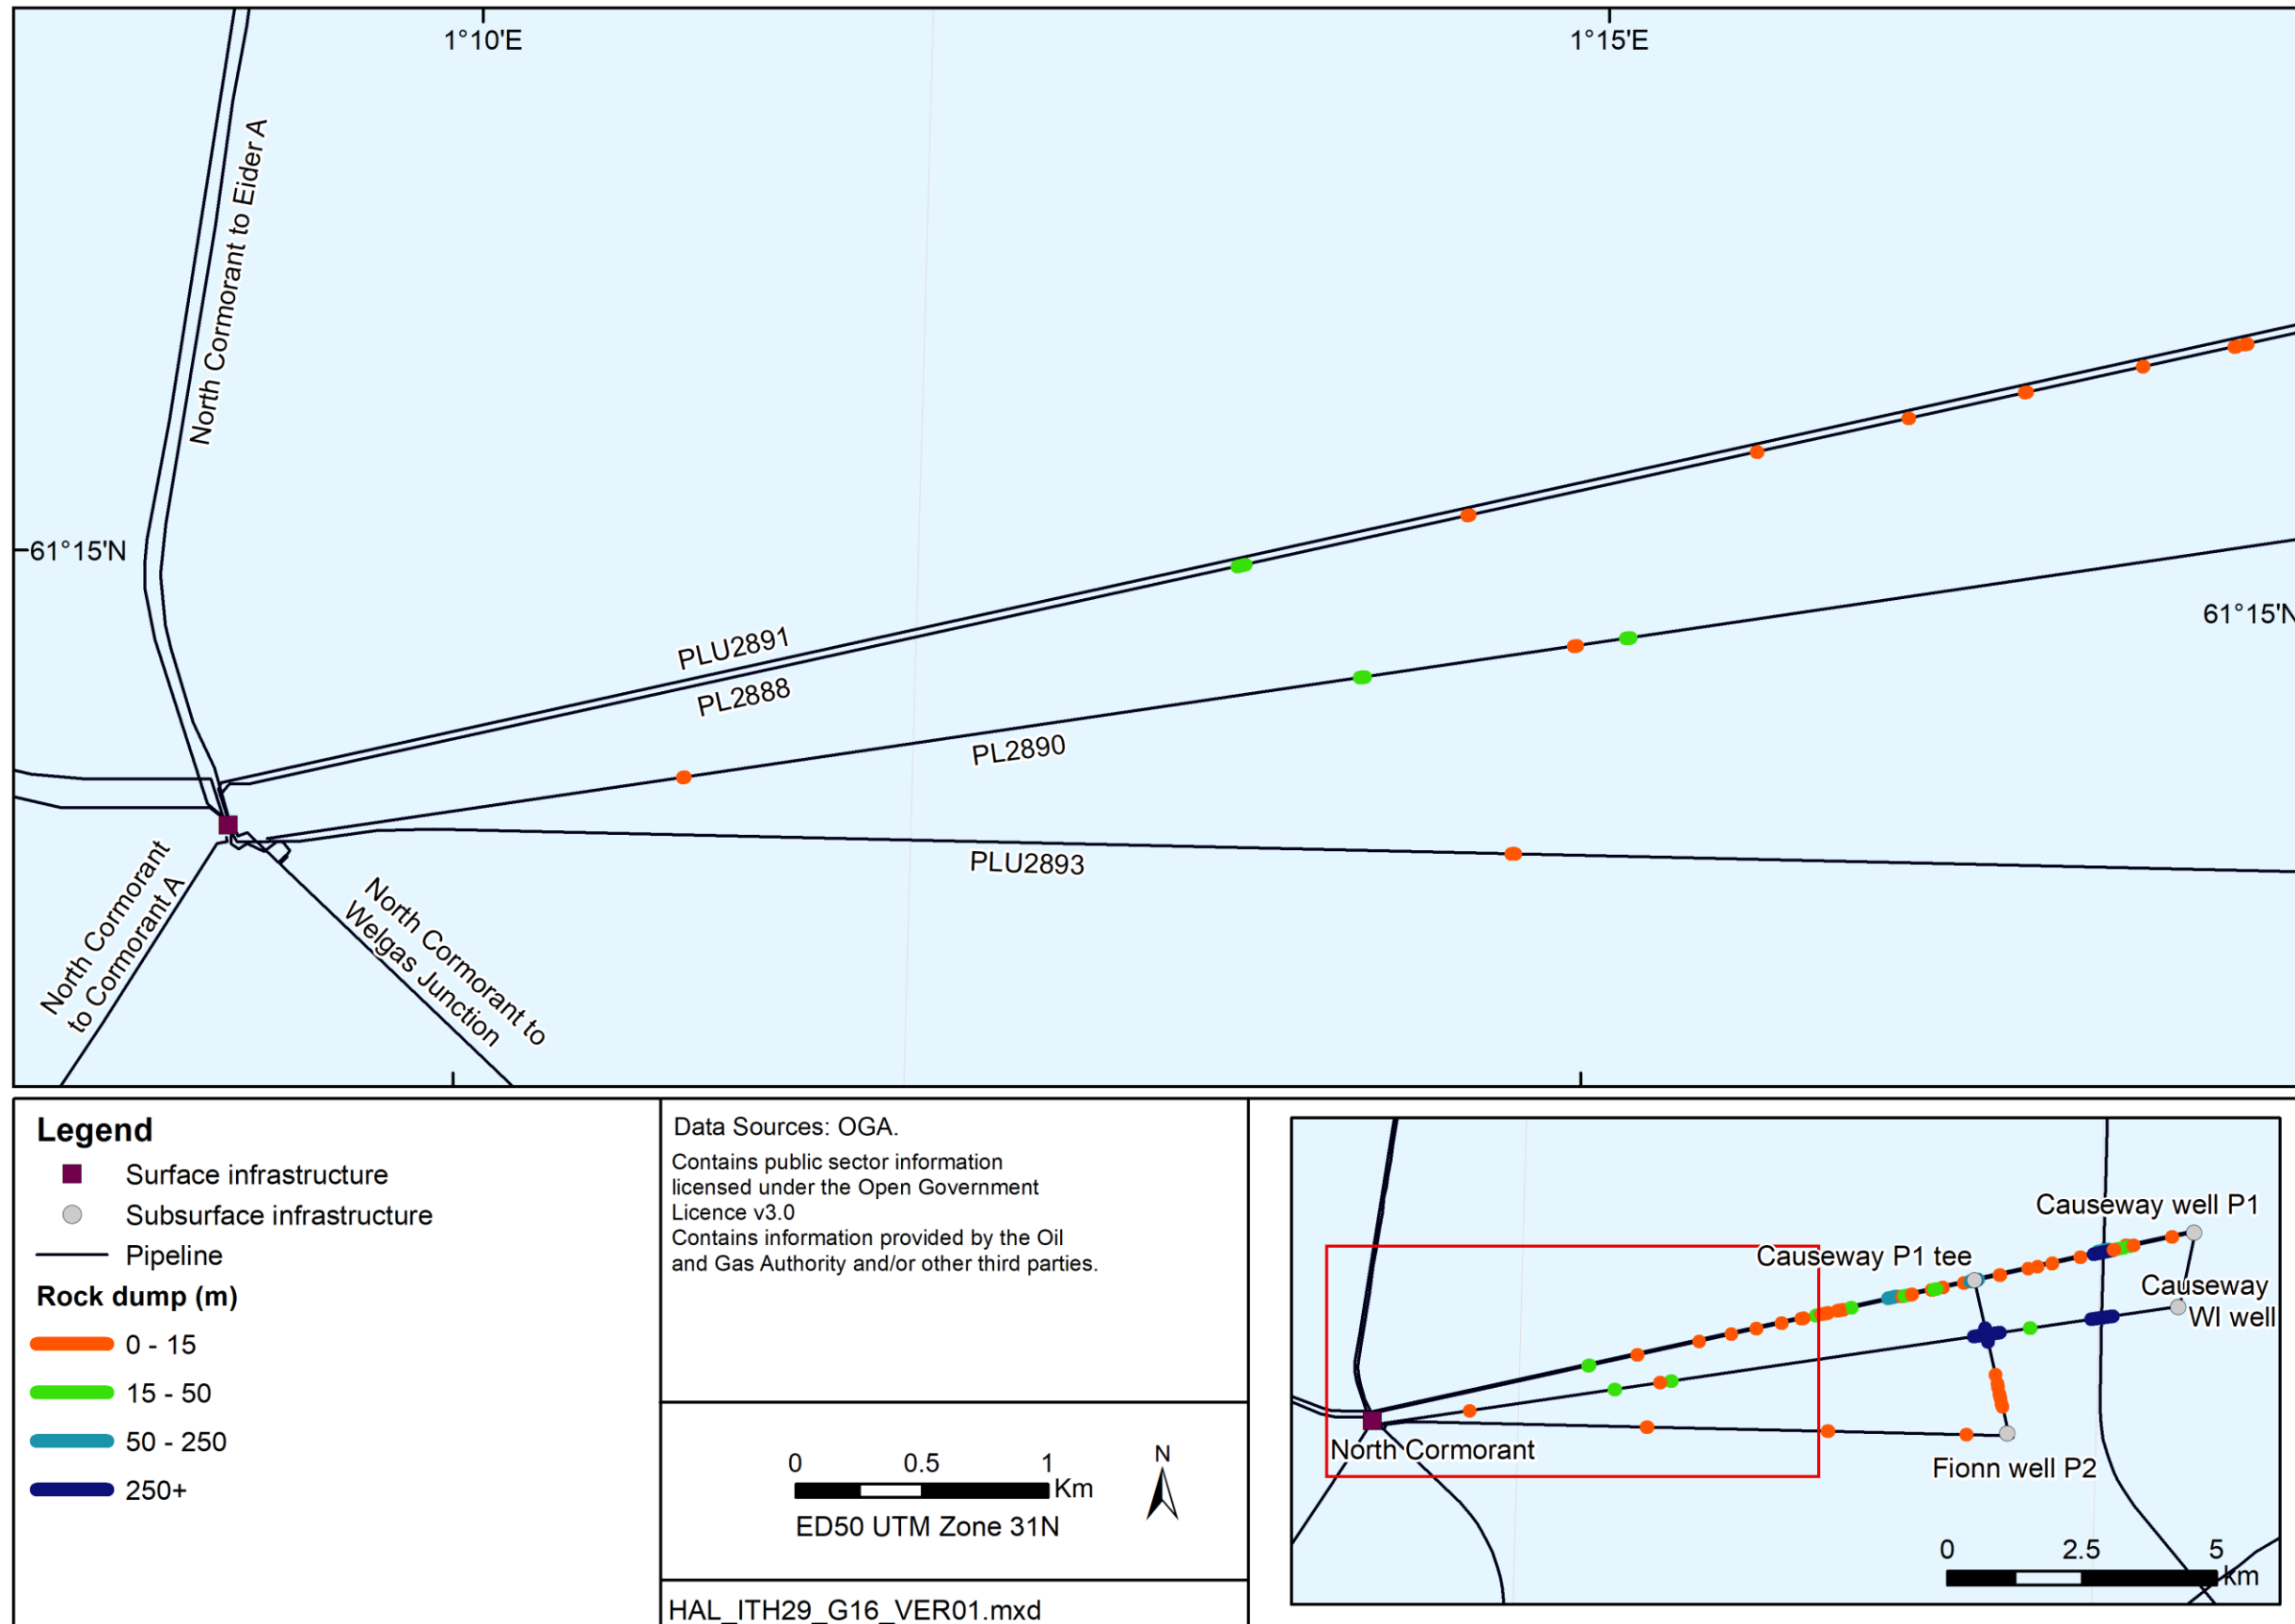 1°10'E
1°15'E
North Cormorant to Eider A
61°15'N
61°15'N
PLU2891
PL2888
PL2890
PLU2893
North Cormorant
to Cormorant A
North Cormorant to
Welgas Junction
Legend
Surface infrastructure
Subsurface infrastructure
Pipeline
Rock dump (m)
0 - 15
15 - 50
50 - 250
250+
Data Sources: OGA.
Contains public sector information
licensed under the Open Government
Licence v3.0
Contains information provided by the Oil
and Gas Authority and/or other third parties.
0 0.5 1
Km
N
ED50 UTM Zone 31N
HAL_ITH29_G16_VER01.mxd
Causeway well P1
Causeway P1 tee
Causeway
WI well
North Cormorant
Fionn well P2
0 2.5 5
km